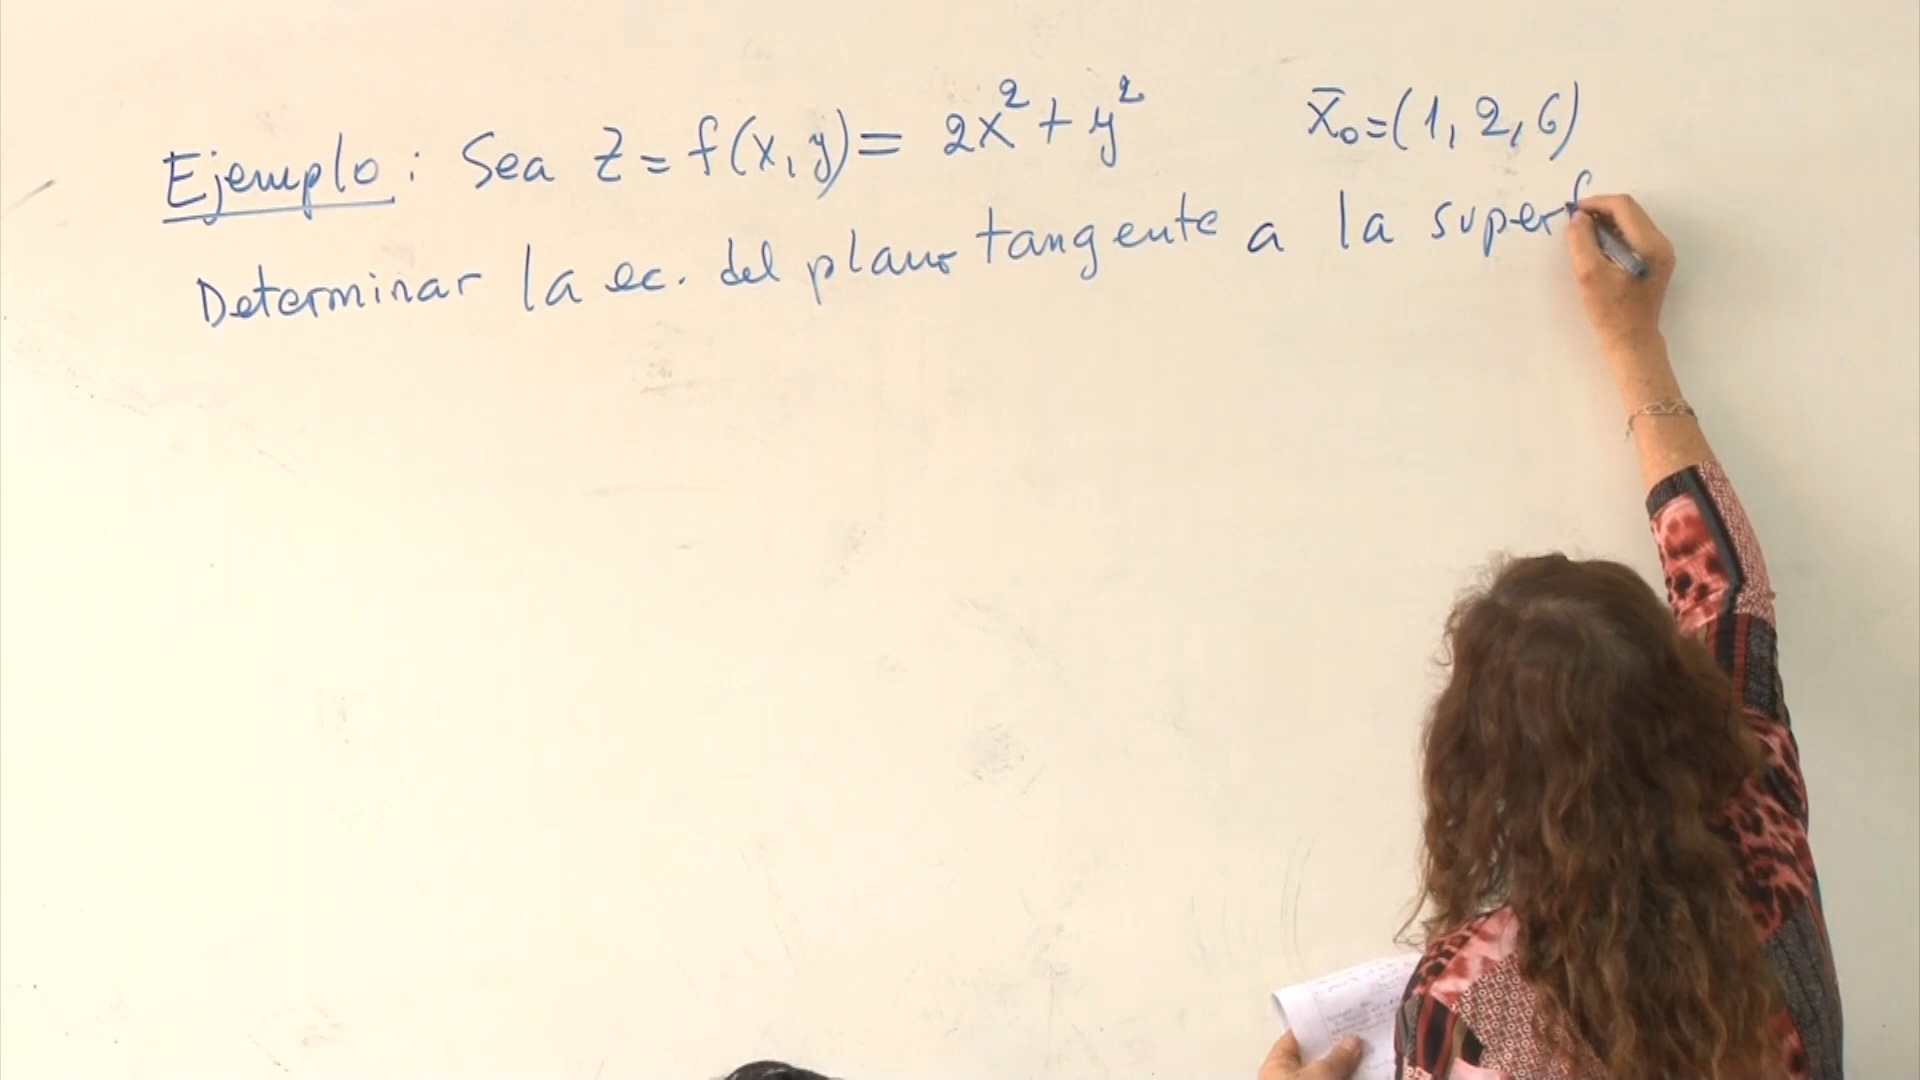 Ejemplo: Sea z = f(x, y) = 2x² + y² x̄₀ = (1, 2, 6)
Determinar la ec. del plano tangente a la superf